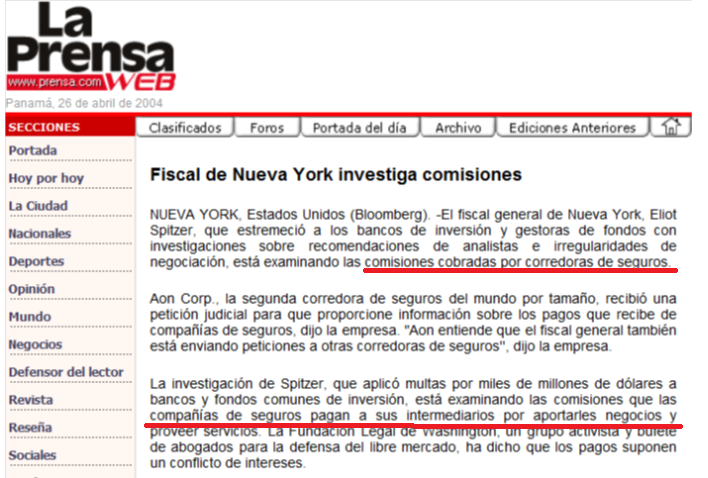 La
Prensa
www.prensa.com WEB
Panamá, 26 de abril de 2004
SECCIONES
Clasificados
Foros
Portada del día
Archivo
Ediciones Anteriores
Portada
Hoy por hoy
La Ciudad
Nacionales
Deportes
Opinión
Mundo
Negocios
Defensor del lector
Revista
Reseña
Sociales
Fiscal de Nueva York investiga comisiones
NUEVA YORK, Estados Unidos (Bloomberg). -El fiscal general de Nueva York, Eliot
Spitzer, que estremeció a los bancos de inversión y gestoras de fondos con
investigaciones sobre recomendaciones de analistas e irregularidades de
negociación, está examinando las comisiones cobradas por corredoras de seguros.
Aon Corp., la segunda corredora de seguros del mundo por tamaño, recibió una
petición judicial para que proporcione información sobre los pagos que recibe de
compañías de seguros, dijo la empresa. "Aon entiende que el fiscal general también
está enviando peticiones a otras corredoras de seguros", dijo la empresa.
La investigación de Spitzer, que aplicó multas por miles de millones de dólares a
bancos y fondos comunes de inversión, está examinando las comisiones que las
compañías de seguros pagan a sus intermediarios por aportarles negocios y
proveer servicios. La Fundación Legal de Washington, un grupo activista y bufete
de abogados para la defensa del libre mercado, ha dicho que los pagos suponen
un conflicto de intereses.